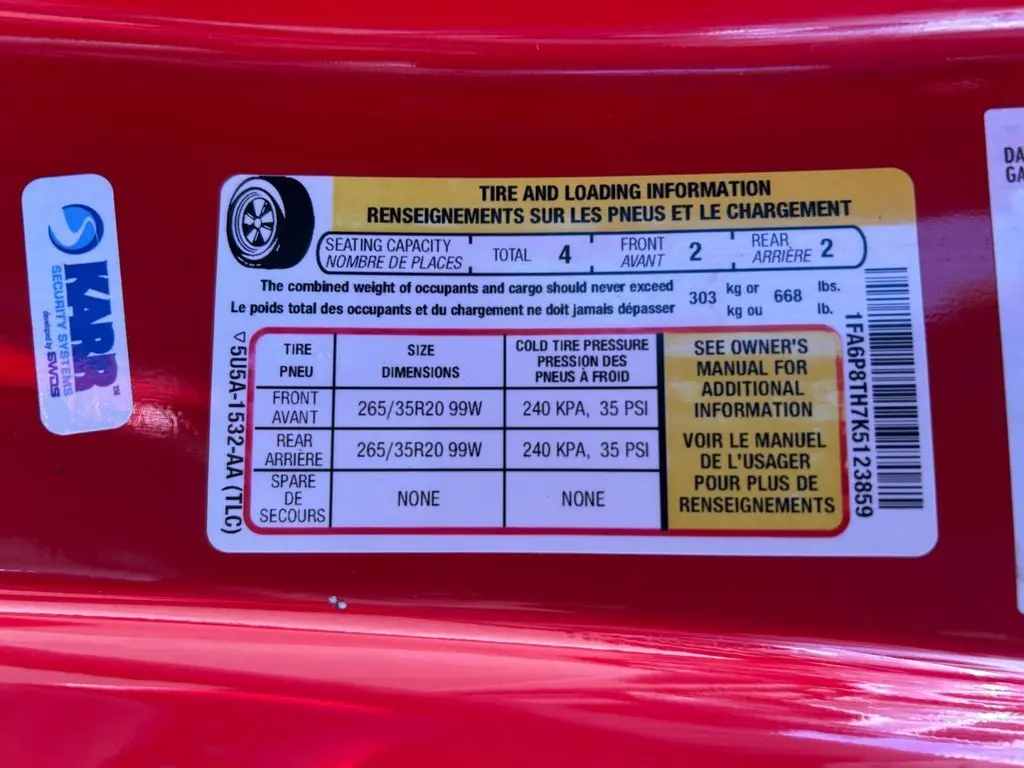 KARR™
SECURITY SYSTEMS
developed by SWDS
TIRE AND LOADING INFORMATION
RENSEIGNEMENTS SUR LES PNEUS ET LE CHARGEMENT
SEATING CAPACITY
NOMBRE DE PLACES
TOTAL 4
FRONT
AVANT
2
REAR
ARRIÈRE
2
The combined weight of occupants and cargo should never exceed 303 kg or 668 lbs.
Le poids total des occupants et du chargement ne doit jamais dépasser kg ou lb.
TIRE
PNEU
SIZE
DIMENSIONS
COLD TIRE PRESSURE
PRESSION DES
PNEUS À FROID
FRONT
AVANT
265/35R20 99W
240 KPA, 35 PSI
REAR
ARRIÈRE
265/35R20 99W
240 KPA, 35 PSI
SPARE
DE
SECOURS
NONE
NONE
SEE OWNER'S
MANUAL FOR
ADDITIONAL
INFORMATION
VOIR LE MANUEL
DE L'USAGER
POUR PLUS DE
RENSEIGNEMENTS
▽5U5A-1532-AA (TLC)
1FA6P8TH7K5123859
DA
GA